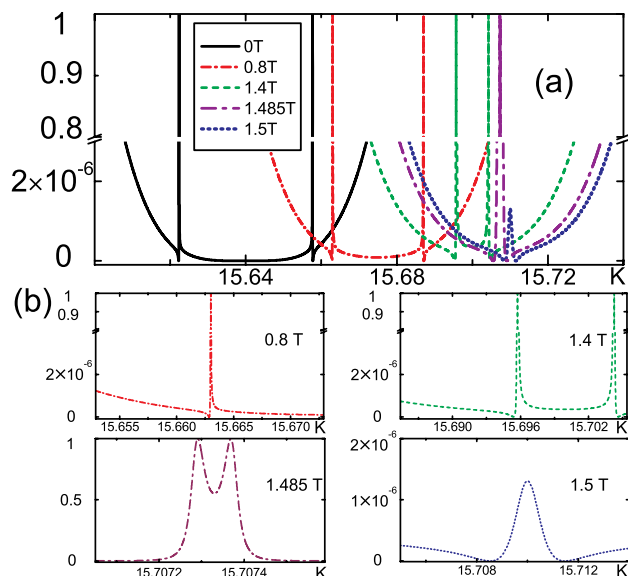 1
0T
0.8T
1.4T
1.485T
1.5T
(a)
0.9
0.8
2×10⁻⁶
0
15.64
15.68
15.72
K
(b)
1
0.9
0.8 T
2×10⁻⁶
0
15.655
15.660
15.665
15.670
K
1
0.9
1.4 T
2×10⁻⁶
0
15.690
15.696
15.702
K
1
0.5
0
1.485 T
15.7072
15.7074
K
2×10⁻⁶
1×10⁻⁶
0
1.5 T
15.708
15.712
K